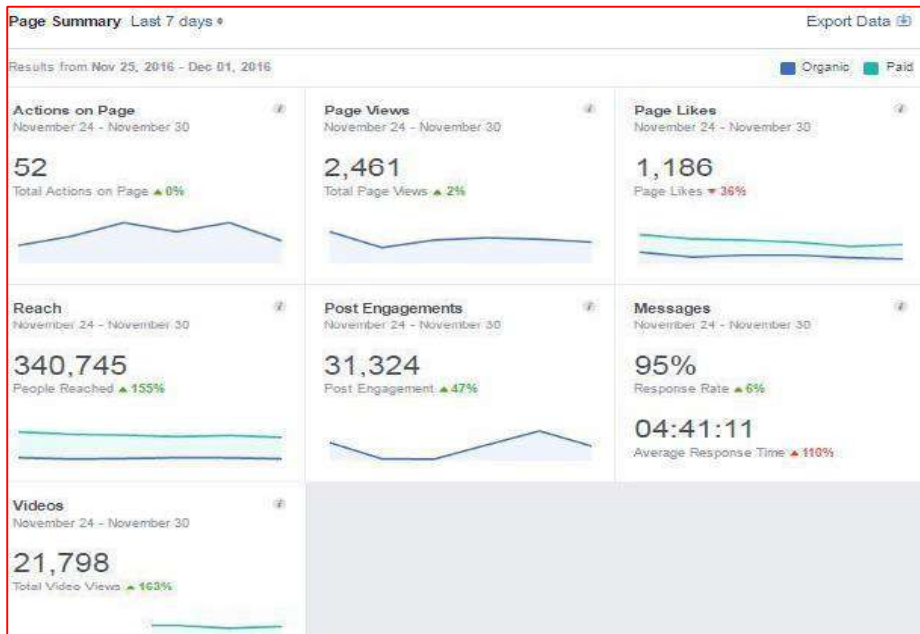 Page Summary Last 7 days
Export Data
Results from Nov 25, 2016 - Dec 01, 2016
Organic Paid
Actions on Page
November 24 - November 30
52
Total Actions on Page ▲ 0%
Page Views
November 24 - November 30
2,461
Total Page Views ▲ 2%
Page Likes
November 24 - November 30
1,186
Page Likes ▼ 36%
Reach
November 24 - November 30
340,745
People Reached ▲ 155%
Post Engagements
November 24 - November 30
31,324
Post Engagement ▲ 47%
Messages
November 24 - November 30
95%
Response Rate ▲ 6%
04:41:11
Average Response Time ▲ 110%
Videos
November 24 - November 30
21,798
Total Video Views ▲ 163%